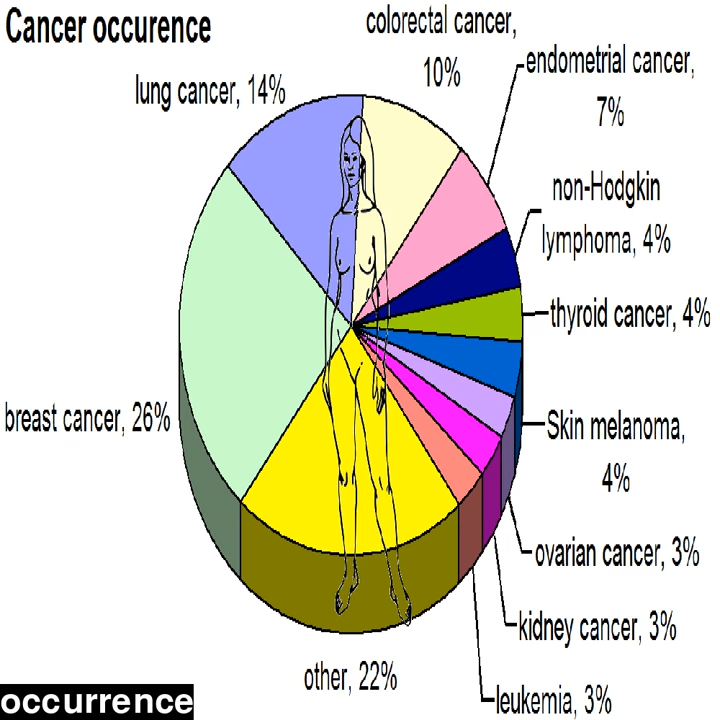 Cancer occurence
colorectal cancer,
10%
endometrial cancer,
7%
lung cancer, 14%
non-Hodgkin
lymphoma, 4%
thyroid cancer, 4%
breast cancer, 26%
Skin melanoma,
4%
ovarian cancer, 3%
kidney cancer, 3%
other, 22%
leukemia, 3%
occurrence